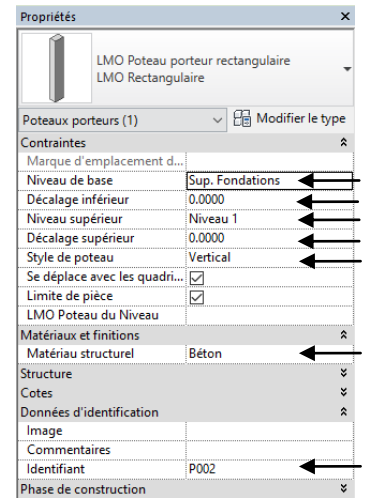 Propriétés
LMO Poteau porteur rectangulaire
LMO Rectangulaire
Poteaux porteurs (1) Modifier le type
Contraintes
Marque d'emplacement d...
Niveau de base Sup. Fondations
Décalage inférieur 0.0000
Niveau supérieur Niveau 1
Décalage supérieur 0.0000
Style de poteau Vertical
Se déplace avec les quadri...
Limite de pièce
LMO Poteau du Niveau
Matériaux et finitions
Matériau structurel Béton
Structure
Cotes
Données d'identification
Image
Commentaires
Identifiant P002
Phase de construction